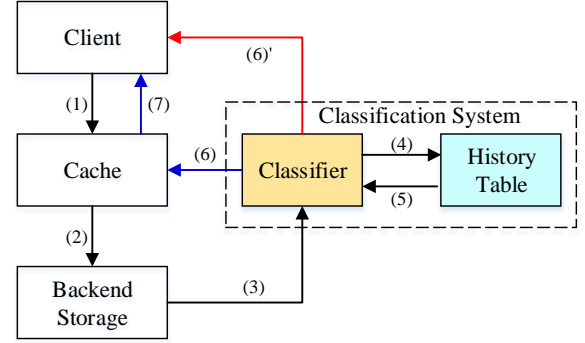 Client
(6)'
(1)
(7)
Classification System
Cache
(6)
Classifier
(4)
History
Table
(5)
(2)
Backend
Storage
(3)